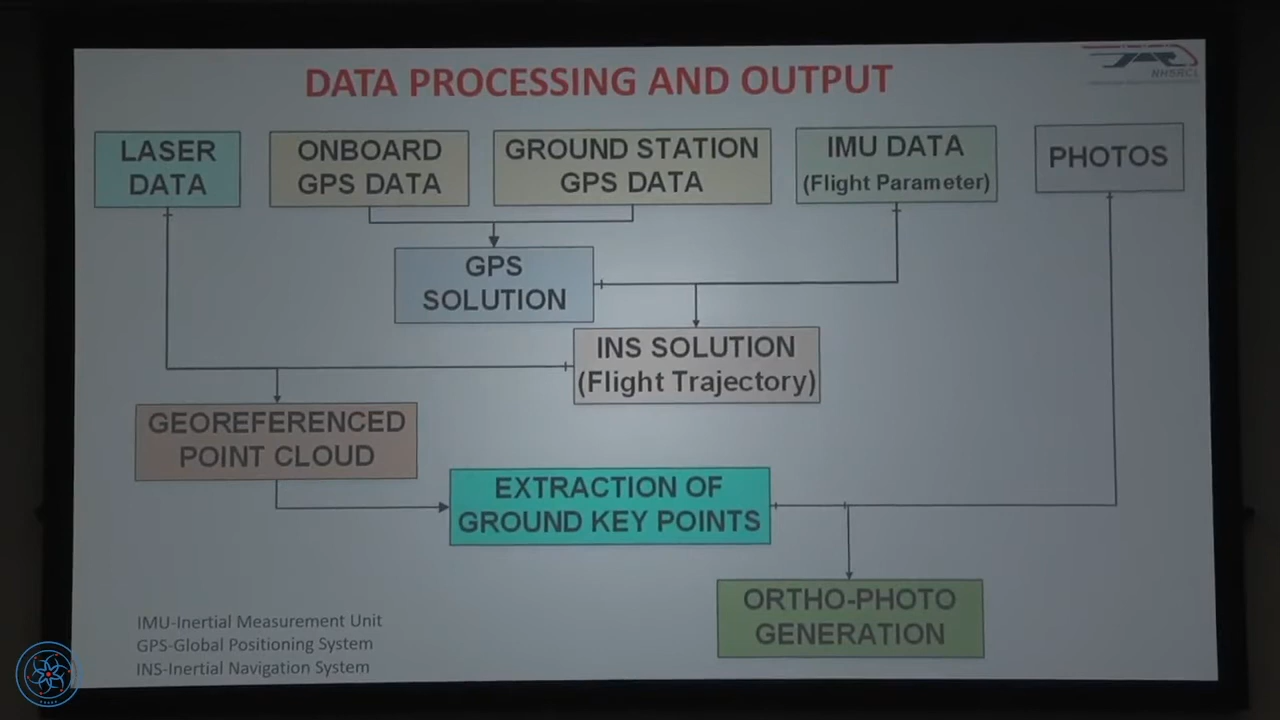 DATA PROCESSING AND OUTPUT
NHSRCL
LASER
DATA
ONBOARD
GPS DATA
GROUND STATION
GPS DATA
IMU DATA
(Flight Parameter)
PHOTOS
GPS
SOLUTION
INS SOLUTION
(Flight Trajectory)
GEOREFERENCED
POINT CLOUD
EXTRACTION OF
GROUND KEY POINTS
ORTHO-PHOTO
GENERATION
IMU-Inertial Measurement Unit
GPS-Global Positioning System
INS-Inertial Navigation System